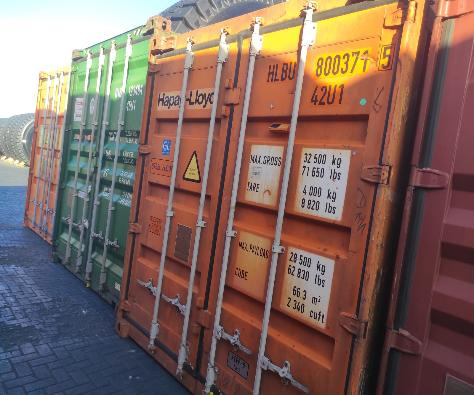 Hapag-Lloyd
HLBU 800371 5
42U1
MAX.GROSS 32 500 kg
71 650 lbs
TARE 4 000 kg
8 820 lbs
MAX.PAYLOAD 28 500 kg
62 830 lbs
CUBE 66.3 m³
2 340 cuft